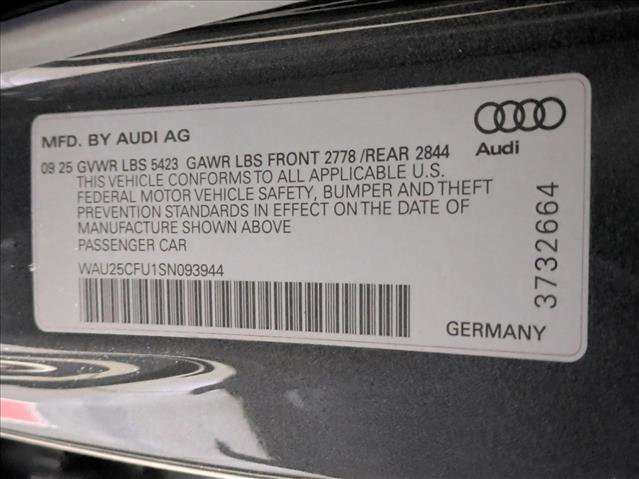 MFD. BY AUDI AG
Audi
09 25 GVWR LBS 5423 GAWR LBS FRONT 2778 /REAR 2844
THIS VEHICLE CONFORMS TO ALL APPLICABLE U.S.
FEDERAL MOTOR VEHICLE SAFETY, BUMPER AND THEFT
PREVENTION STANDARDS IN EFFECT ON THE DATE OF
MANUFACTURE SHOWN ABOVE
PASSENGER CAR
WAU25CFU1SN093944
3732664
GERMANY